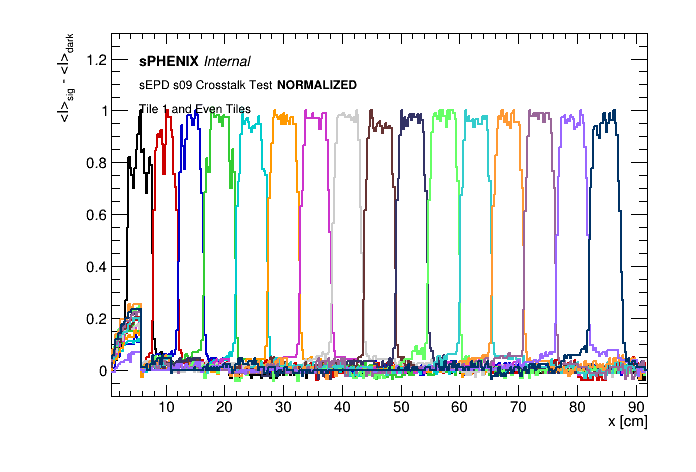 <I>sig - <I>dark
sPHENIX Internal
sEPD s09 Crosstalk Test NORMALIZED
Tile 1 and Even Tiles
1.2
1
0.8
0.6
0.4
0.2
0
10 20 30 40 50 60 70 80 90
x [cm]